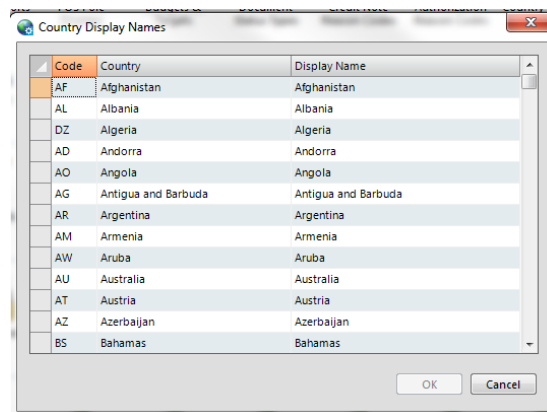 Country Display Names
Code Country Display Name
AF Afghanistan Afghanistan
AL Albania Albania
DZ Algeria Algeria
AD Andorra Andorra
AO Angola Angola
AG Antigua and Barbuda Antigua and Barbuda
AR Argentina Argentina
AM Armenia Armenia
AW Aruba Aruba
AU Australia Australia
AT Austria Austria
AZ Azerbaijan Azerbaijan
BS Bahamas Bahamas
OK Cancel